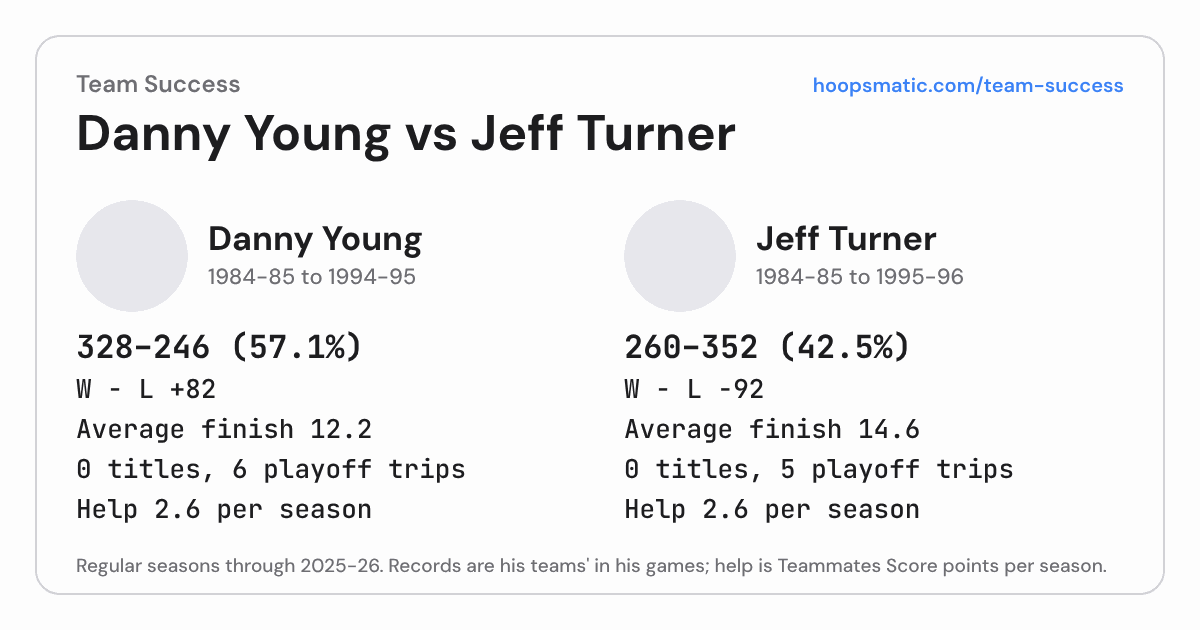 Team Success
hoopsmatic.com/team-success
Danny Young vs Jeff Turner
Danny Young
1984-85 to 1994-95
328-246 (57.1%)
W - L +82
Average finish 12.2
0 titles, 6 playoff trips
Help 2.6 per season
Jeff Turner
1984-85 to 1995-96
260-352 (42.5%)
W - L -92
Average finish 14.6
0 titles, 5 playoff trips
Help 2.6 per season
Regular seasons through 2025-26. Records are his teams' in his games; help is Teammates Score points per season.